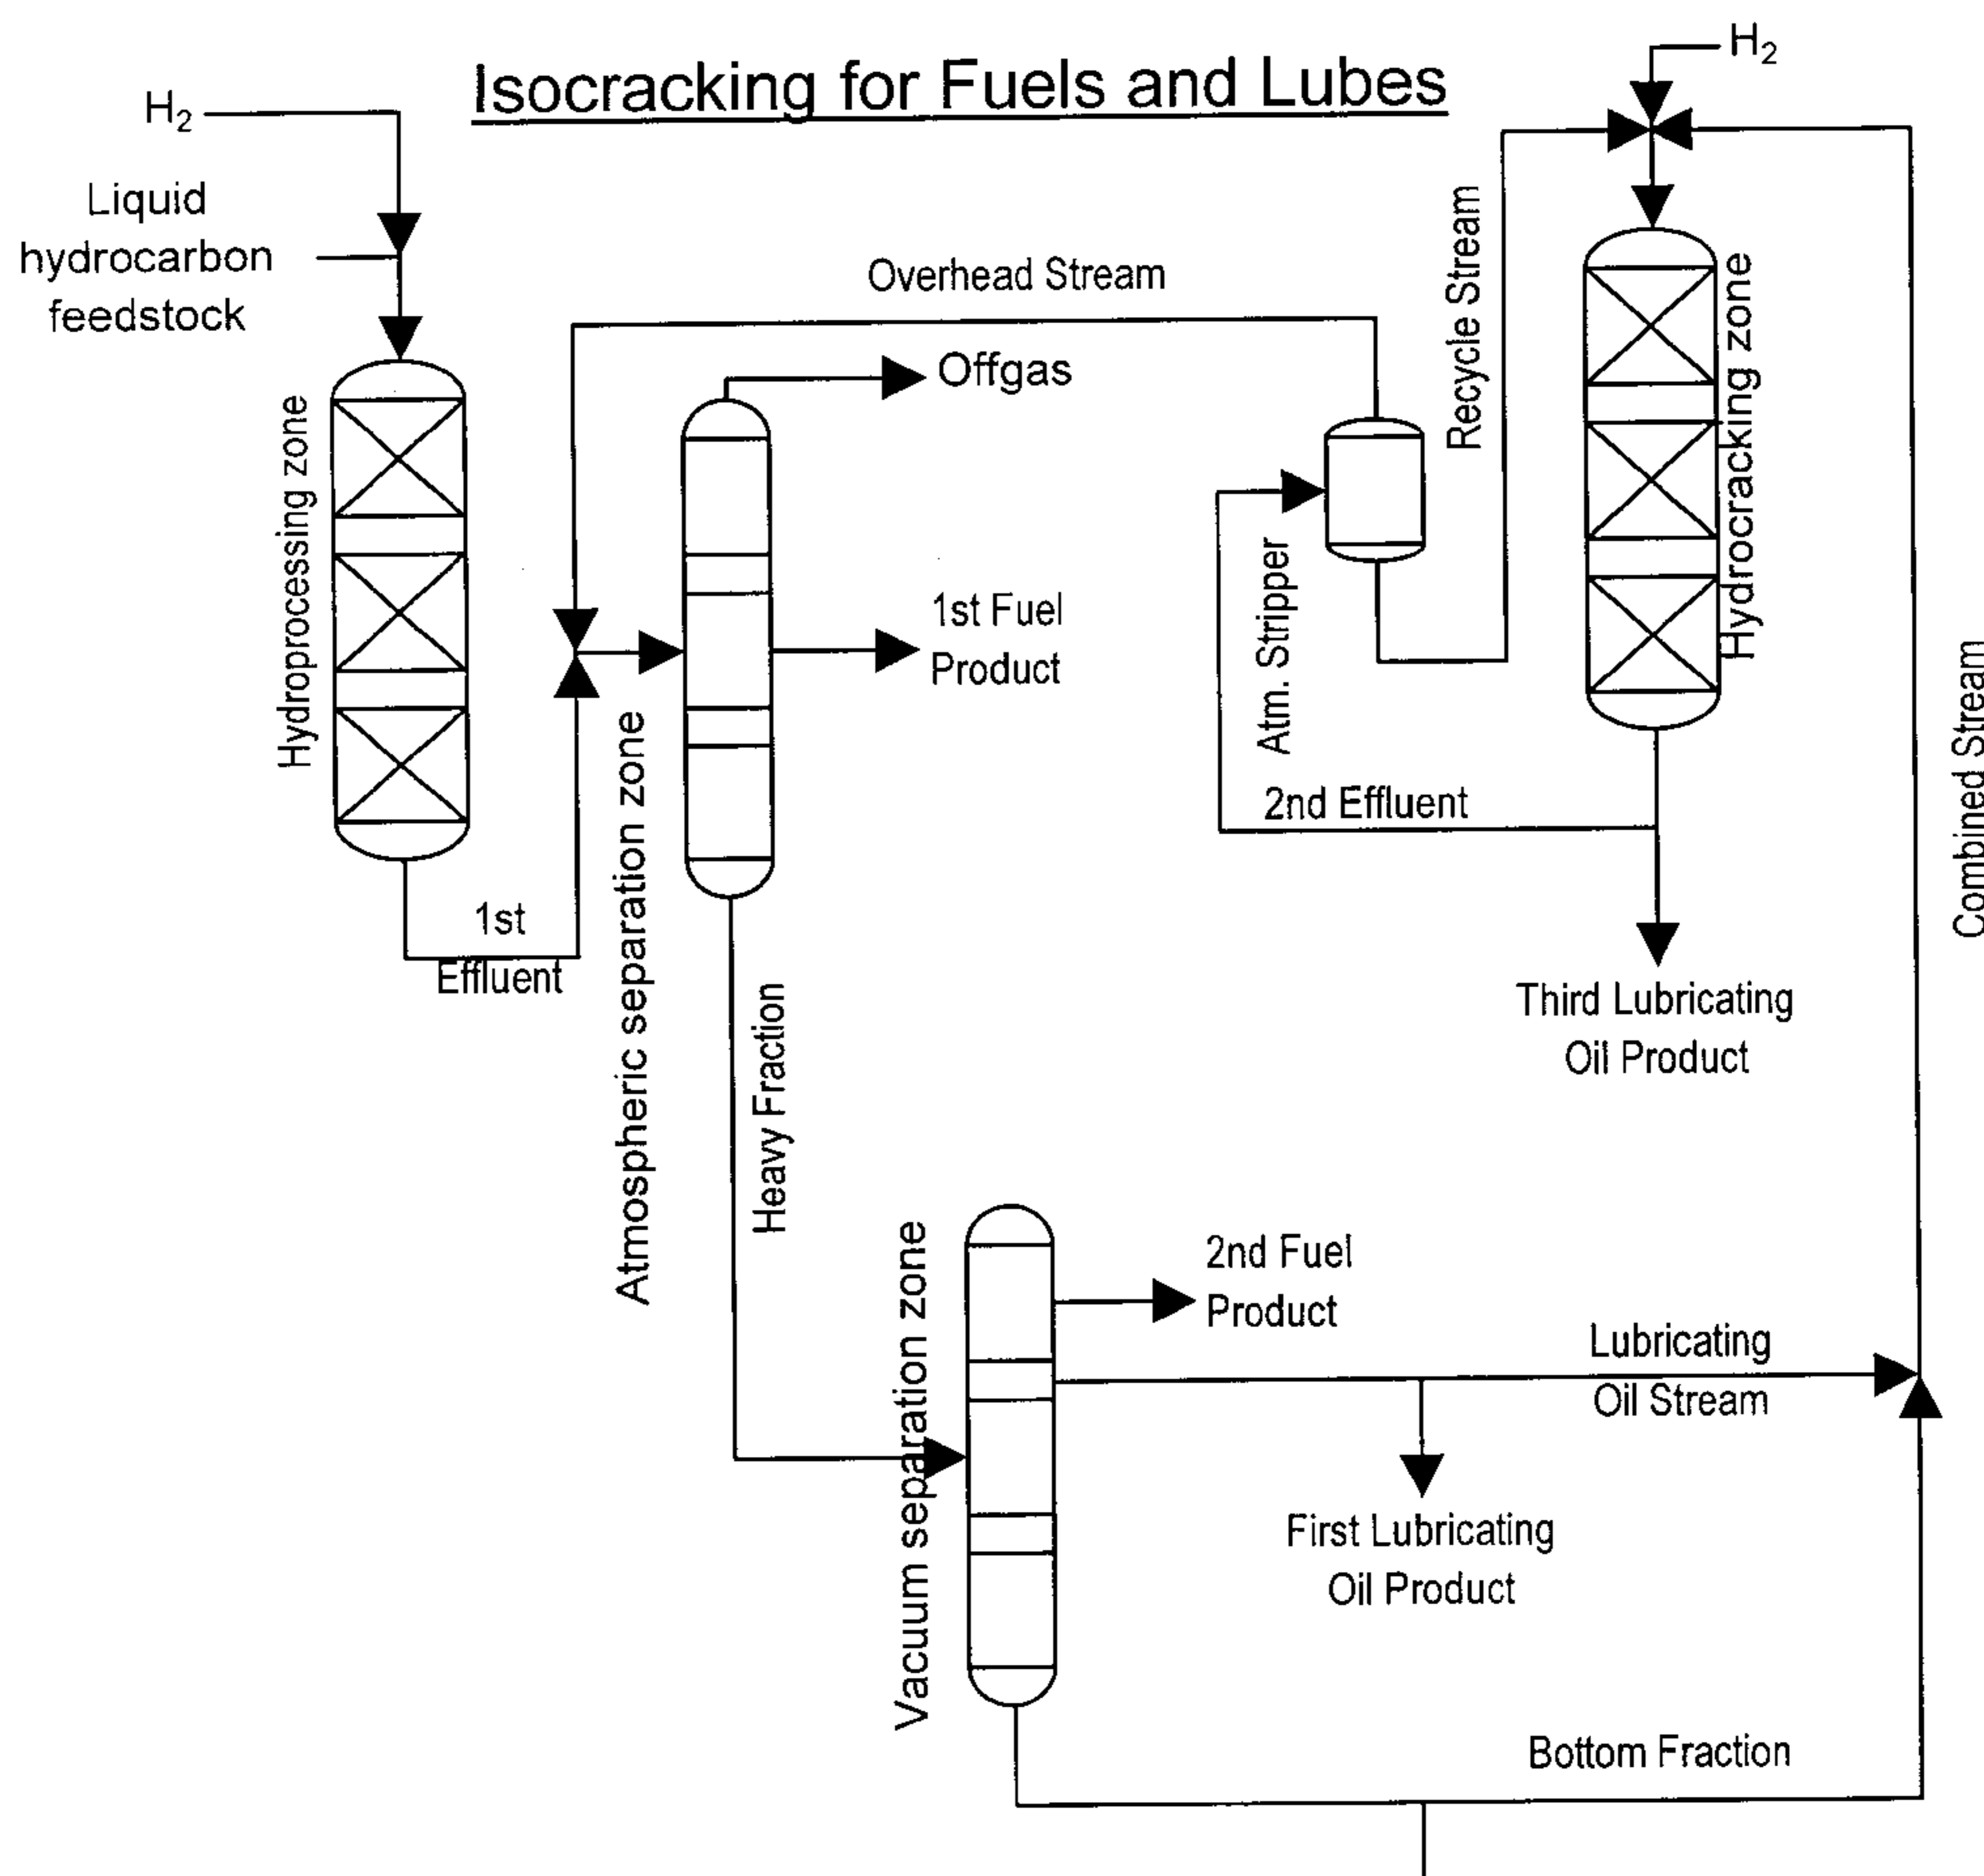 Isocracking for Fuels and Lubes
H₂
H₂
Liquid
hydrocarbon
feedstock
Overhead Stream
Offgas
Recycle Stream
Hydrocracking zone
Hydroprocessing zone
1st Fuel
Product
Atm. Stripper
2nd Effluent
Combined Stream
1st
Effluent
Atmospheric separation zone
Heavy Fraction
Third Lubricating
Oil Product
Vacuum separation zone
2nd Fuel
Product
Lubricating
Oil Stream
First Lubricating
Oil Product
Bottom Fraction